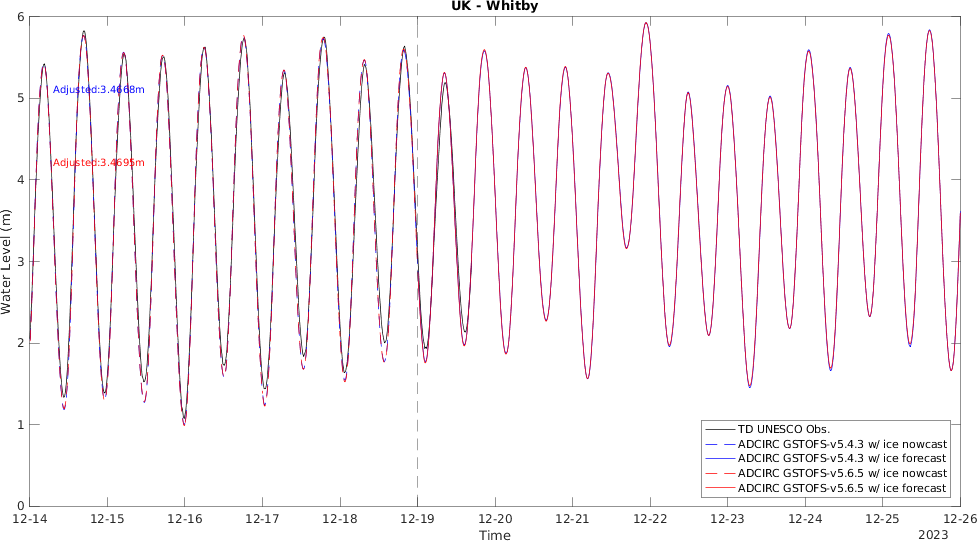 UK - Whitby
6
5
4
3
2
1
0
Water Level (m)
Adjusted:3.4668m
Adjusted:3.4695m
TD UNESCO Obs.
ADCIRC GSTOFS-v5.4.3 w/ ice nowcast
ADCIRC GSTOFS-v5.4.3 w/ ice forecast
ADCIRC GSTOFS-v5.6.5 w/ ice nowcast
ADCIRC GSTOFS-v5.6.5 w/ ice forecast
12-14 12-15 12-16 12-17 12-18 12-19 12-20 12-21 12-22 12-23 12-24 12-25 12-26
Time
2023